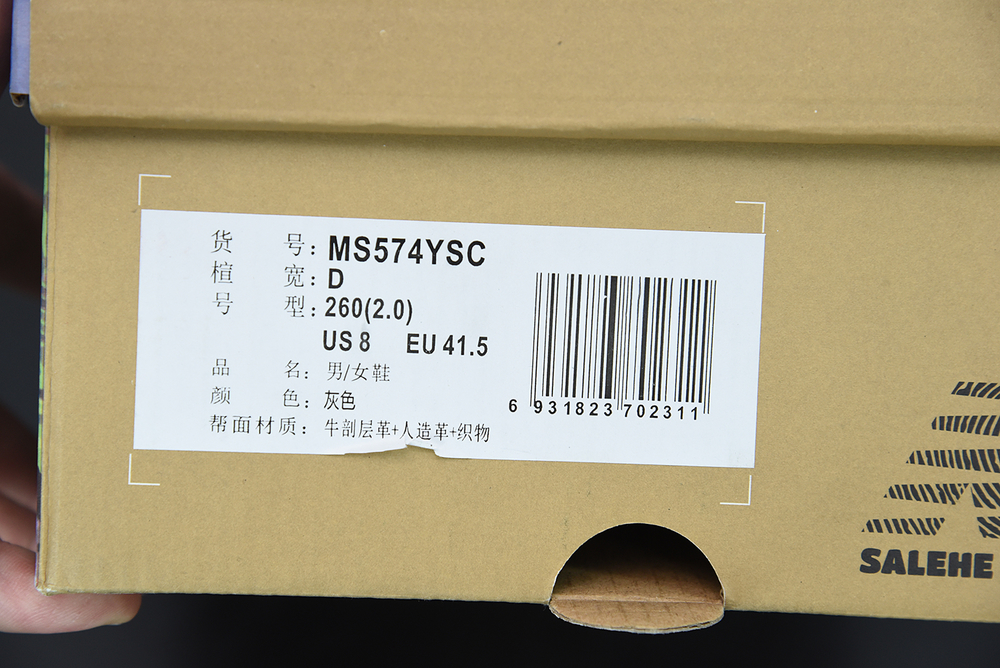 货 号: MS574YSC
楦 宽: D
号 型: 260(2.0)
US 8 EU 41.5
品 名: 男/女鞋
颜 色: 灰色
帮面材质: 牛剖层革+人造革+织物
6 931823 702311
SALEHE